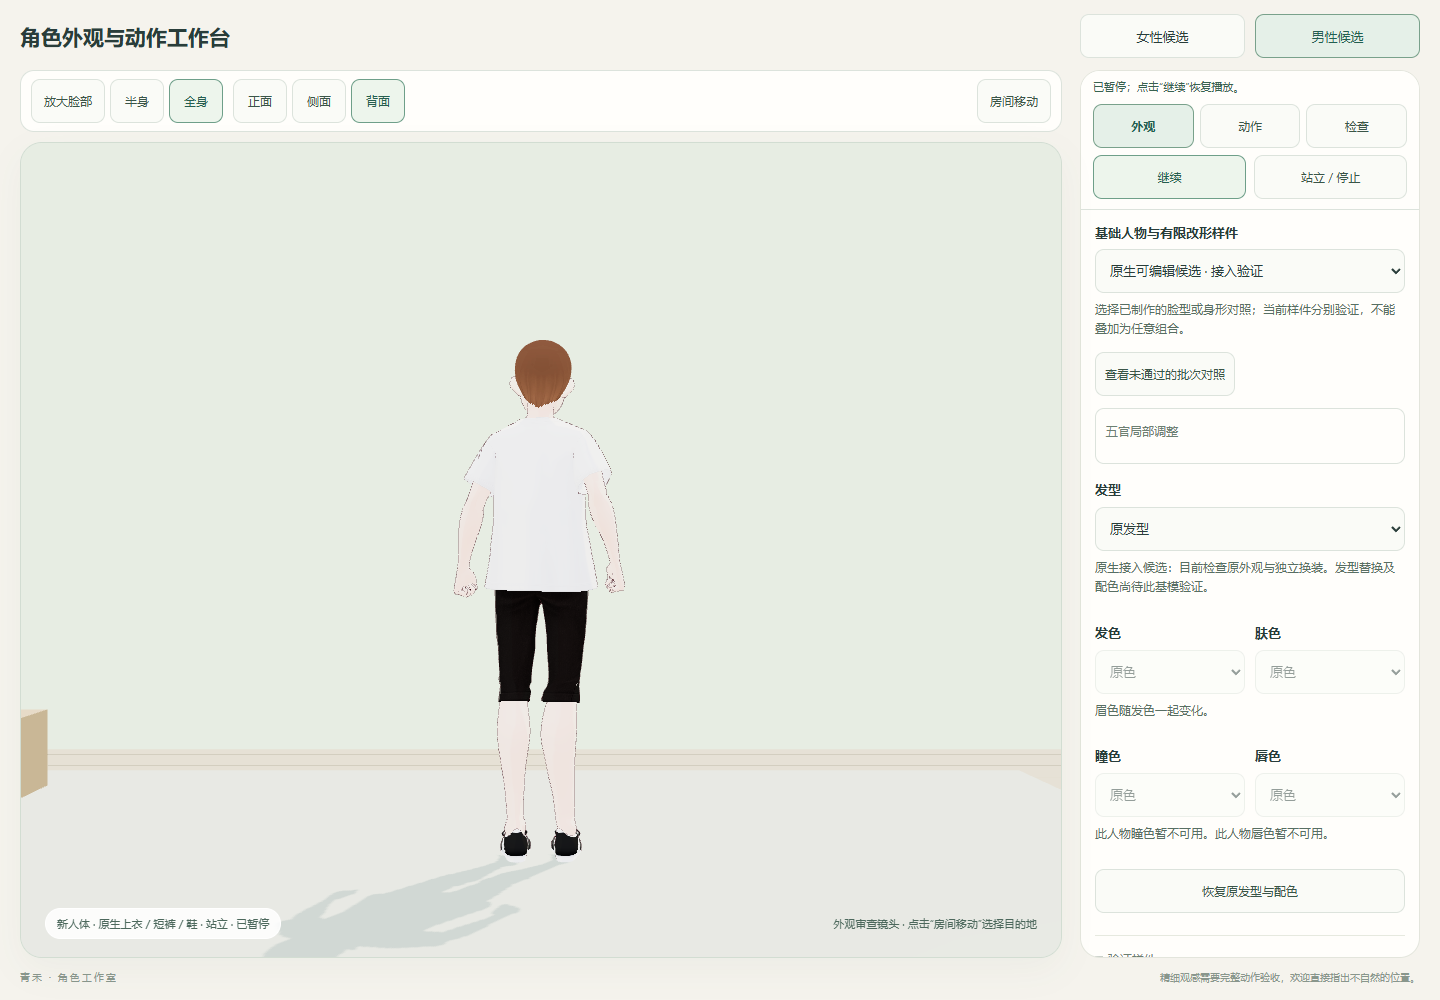 角色外观与动作工作台
女性候选
男性候选
放大脸部
半身
全身
正面
侧面
背面
房间移动
已暂停；点击“继续”恢复播放。
外观
动作
检查
继续
站立 / 停止
基础人物与有限改形样件
原生可编辑候选 · 接入验证
选择已制作的脸型或身形对照；当前样件分别验证，不能
叠加为任意组合。
查看未通过的批次对照
五官局部调整
发型
原发型
原生接入候选：目前检查原外观与独立换装。发型替换及
配色尚待此基模验证。
发色
肤色
原色
原色
眉色随发色一起变化。
瞳色
唇色
原色
原色
此人物瞳色暂不可用。此人物唇色暂不可用。
恢复原发型与配色
新人体 · 原生上衣 / 短裤 / 鞋 · 站立 · 已暂停
外观审查镜头 · 点击“房间移动”选择目的地
青禾 · 角色工作室
精细观感需要完整动作验收，欢迎直接指出不自然的位置。